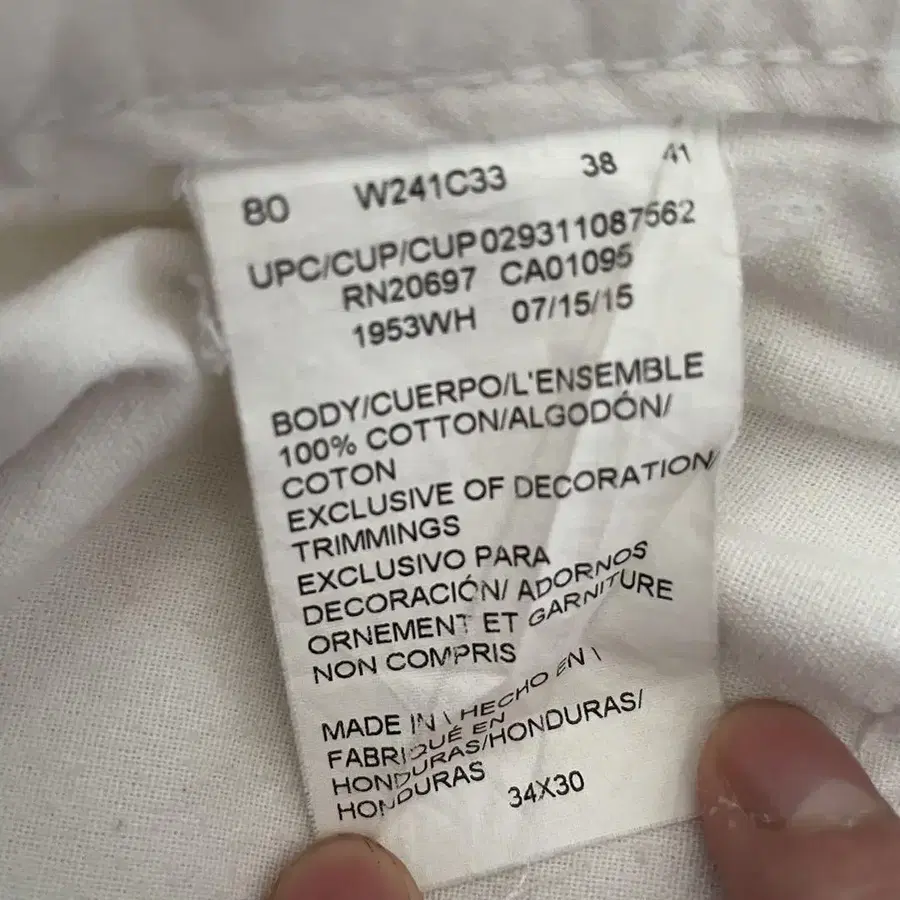 80 W241C33 38 41
UPC/CUP/CUP029311087562
RN20697 CA01095
1953WH 07/15/15
BODY/CUERPO/L'ENSEMBLE
100% COTTON/ALGODÓN/
COTON
EXCLUSIVE OF DECORATION/
TRIMMINGS
EXCLUSIVO PARA
DECORACIÓN/ ADORNOS
ORNEMENT ET GARNITURE
NON COMPRIS
MADE IN \ HECHO EN \
FABRIQUÉ EN
HONDURAS/HONDURAS/
HONDURAS
34X30